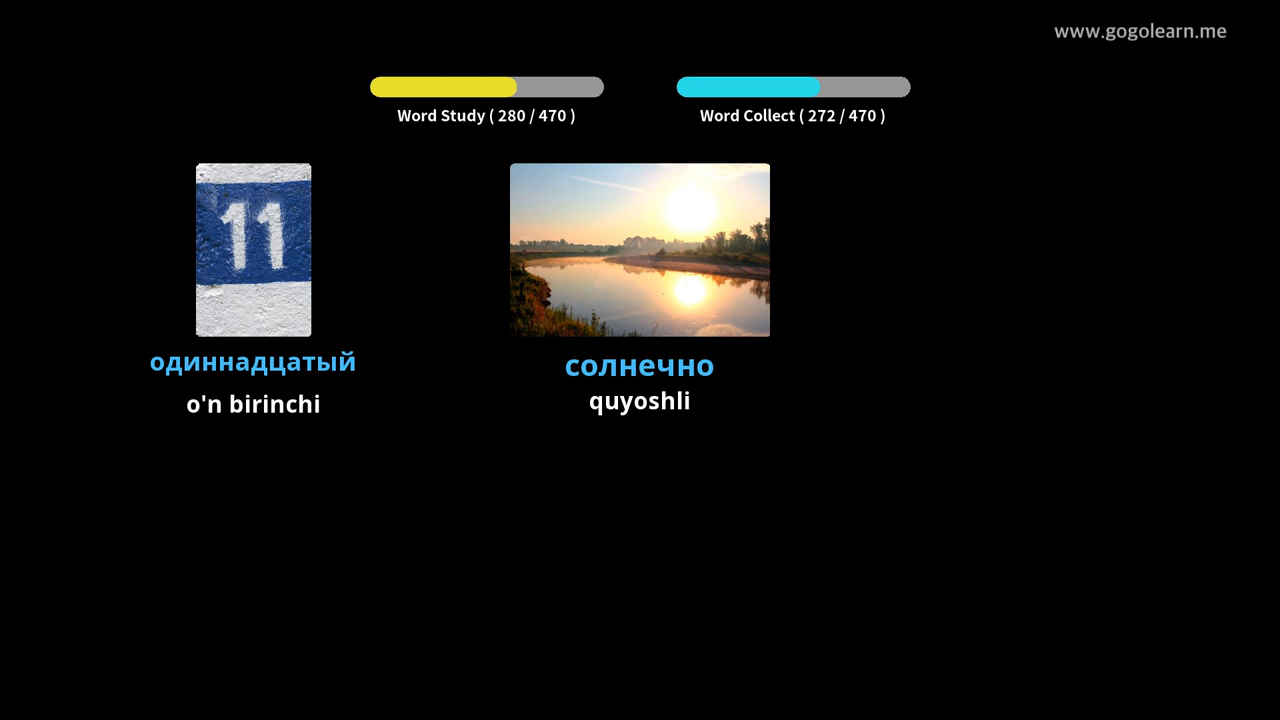 www.gogolearn.me
Word Study ( 280 / 470 )
Word Collect ( 272 / 470 )
11
одиннадцатый
o'n birinchi
солнечно
quyoshli